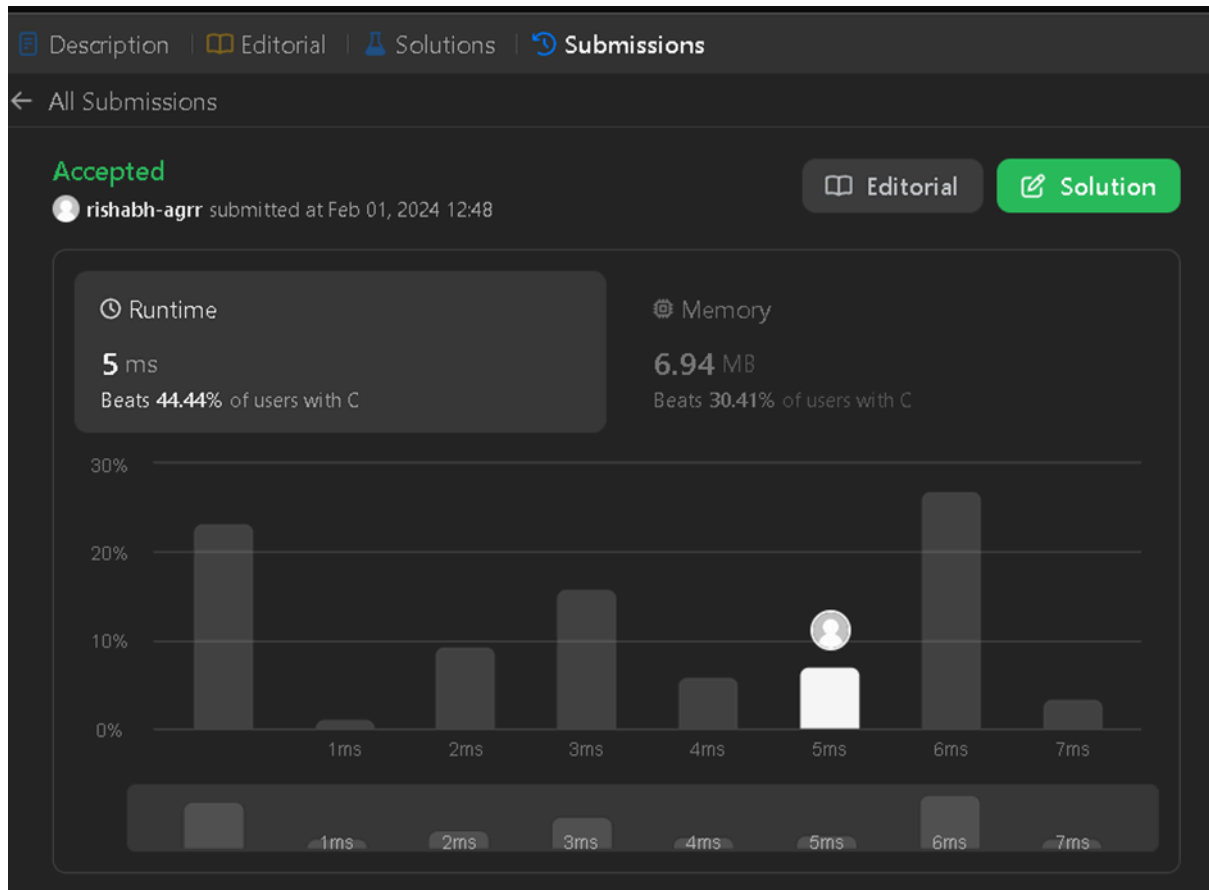 Description | Editorial | Solutions | Submissions
All Submissions
Accepted
Editorial
Solution
rishabh-agrr submitted at Feb 01, 2024 12:48
Runtime
Memory
5 ms
6.94 MB
Beats 44.44% of users with C
Beats 30.41% of users with C
30%
20%
10%
0%
1ms 2ms 3ms 4ms 5ms 6ms 7ms
1ms 2ms 3ms 4ms 5ms 6ms 7ms